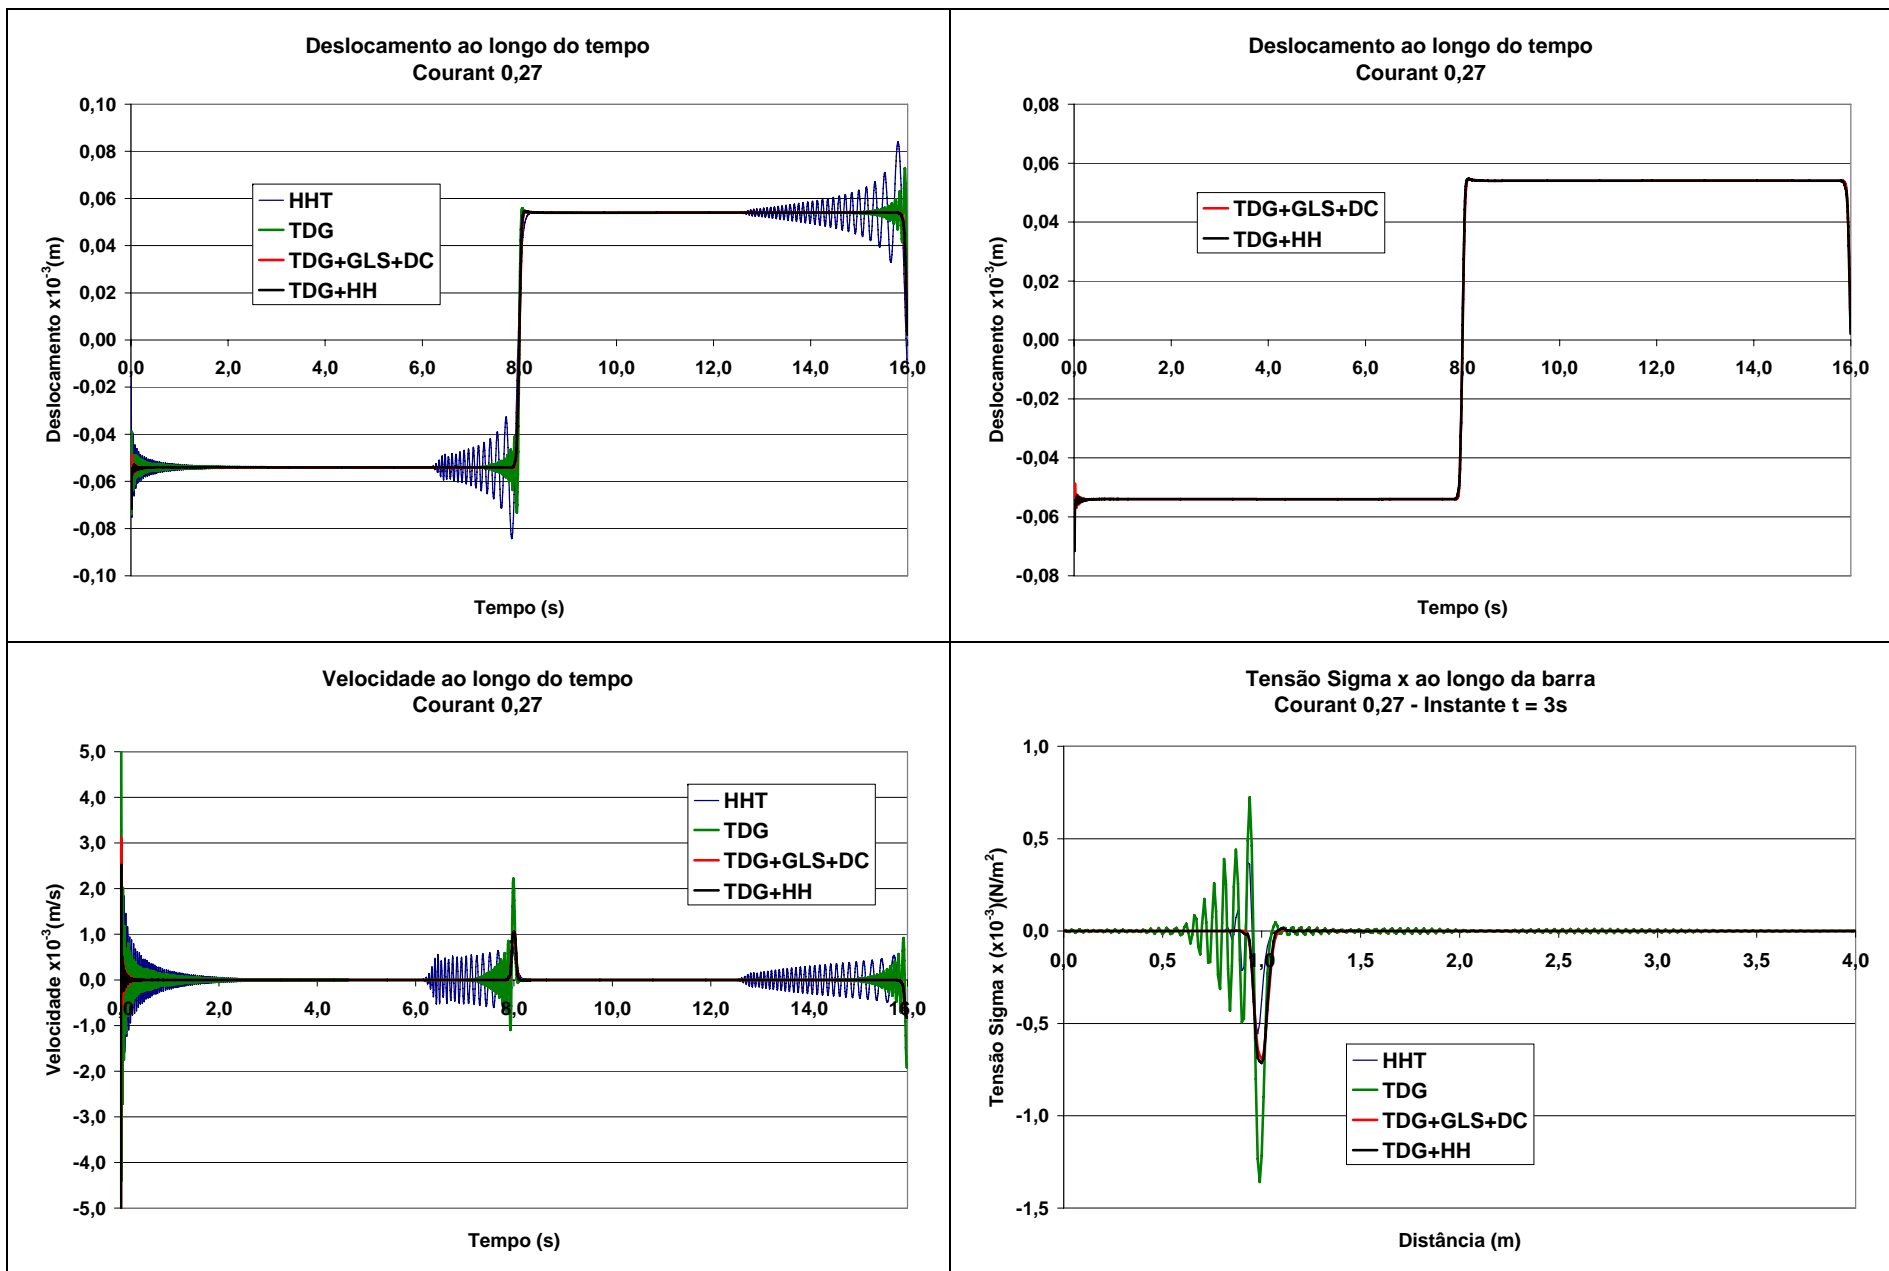 Deslocamento ao longo do tempo
Courant 0,27
0,10
0,08
0,06
0,04
0,02
0,00
-0,02
-0,04
-0,06
-0,08
-0,10
0,0 2,0 4,0 6,0 8,0 10,0 12,0 14,0 16,0
Deslocamento x10-3(m)
Tempo (s)
HHT
TDG
TDG+GLS+DC
TDG+HH
Deslocamento ao longo do tempo
Courant 0,27
0,08
0,06
0,04
0,02
0,00
-0,02
-0,04
-0,06
-0,08
0,0 2,0 4,0 6,0 8,0 10,0 12,0 14,0 16,0
Deslocamento x10-3(m)
Tempo (s)
TDG+GLS+DC
TDG+HH
Velocidade ao longo do tempo
Courant 0,27
5,0
4,0
3,0
2,0
1,0
0,0
-1,0
-2,0
-3,0
-4,0
-5,0
0,0 2,0 4,0 6,0 8,0 10,0 12,0 14,0 16,0
Velocidade x10-3(m/s)
Tempo (s)
HHT
TDG
TDG+GLS+DC
TDG+HH
Tensão Sigma x ao longo da barra
Courant 0,27 - Instante t = 3s
1,0
0,5
0,0
-0,5
-1,0
-1,5
0,0 0,5 1,0 1,5 2,0 2,5 3,0 3,5 4,0
Tensão Sigma x (x10-3)(N/m2)
Distância (m)
HHT
TDG
TDG+GLS+DC
TDG+HH